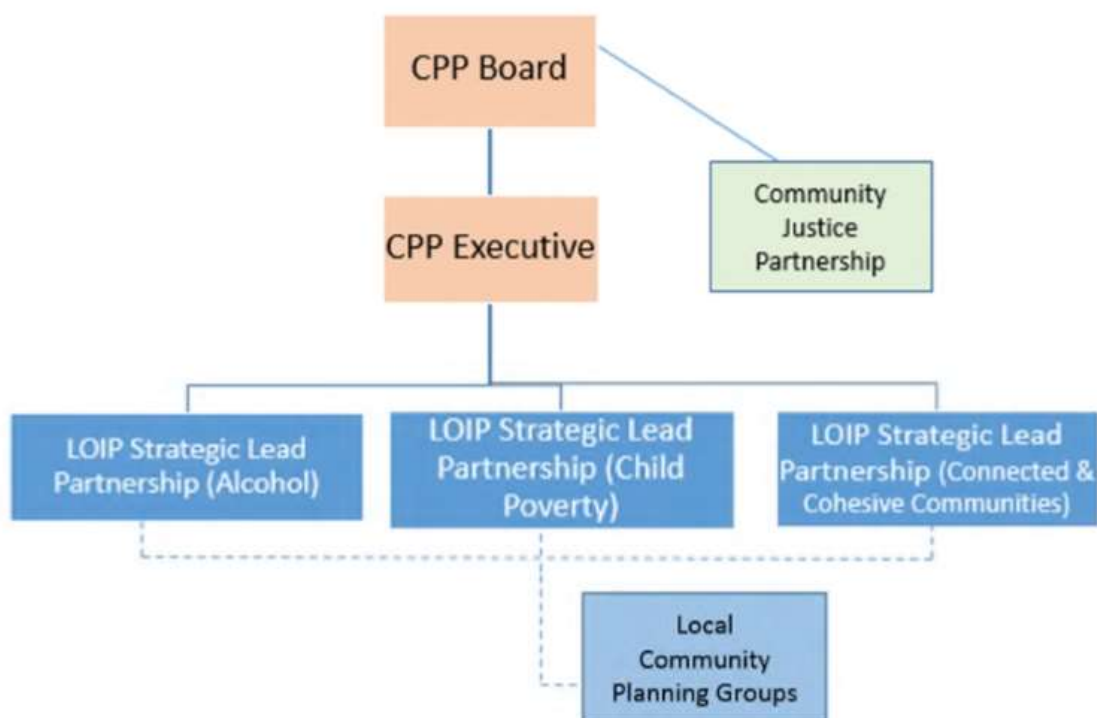 CPP Board
Community
Justice
Partnership
CPP Executive
LOIP Strategic Lead
Partnership (Alcohol)
LOIP Strategic Lead
Partnership (Child
Poverty)
LOIP Strategic Lead
Partnership (Connected &
Cohesive Communities)
Local
Community
Planning Groups